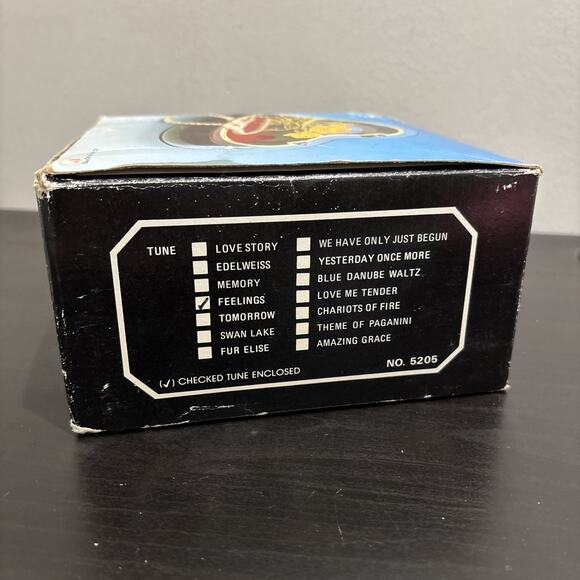 TUNE
LOVE STORY
EDELWEISS
MEMORY
✓ FEELINGS
TOMORROW
SWAN LAKE
FUR ELISE
WE HAVE ONLY JUST BEGUN
YESTERDAY ONCE MORE
BLUE DANUBE WALTZ
LOVE ME TENDER
CHARIOTS OF FIRE
THEME OF PAGANINI
AMAZING GRACE
(✓) CHECKED TUNE ENCLOSED
NO. 5205